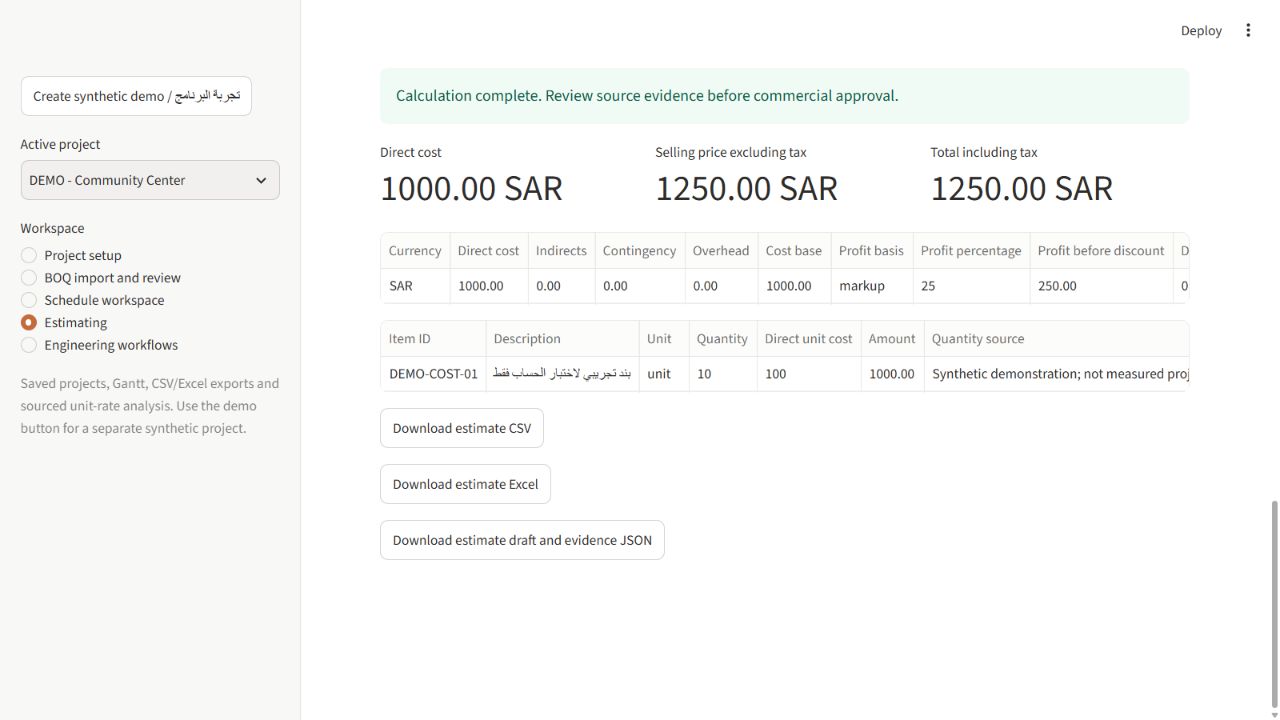 Deploy
Create synthetic demo / تجربة البرنامج
Active project
DEMO - Community Center
Workspace
Project setup
BOQ import and review
Schedule workspace
Estimating
Engineering workflows
Saved projects, Gantt, CSV/Excel exports and
sourced unit-rate analysis. Use the demo
button for a separate synthetic project.
Calculation complete. Review source evidence before commercial approval.
Direct cost Selling price excluding tax Total including tax
1000.00 SAR 1250.00 SAR 1250.00 SAR
Currency Direct cost Indirects Contingency Overhead Cost base Profit basis Profit percentage Profit before discount D
SAR 1000.00 0.00 0.00 0.00 1000.00 markup 25 250.00 0
Item ID Description Unit Quantity Direct unit cost Amount Quantity source
DEMO-COST-01 بند تجريبي لاختبار الحساب فقط unit 10 100 1000.00 Synthetic demonstration; not measured proj
Download estimate CSV
Download estimate Excel
Download estimate draft and evidence JSON